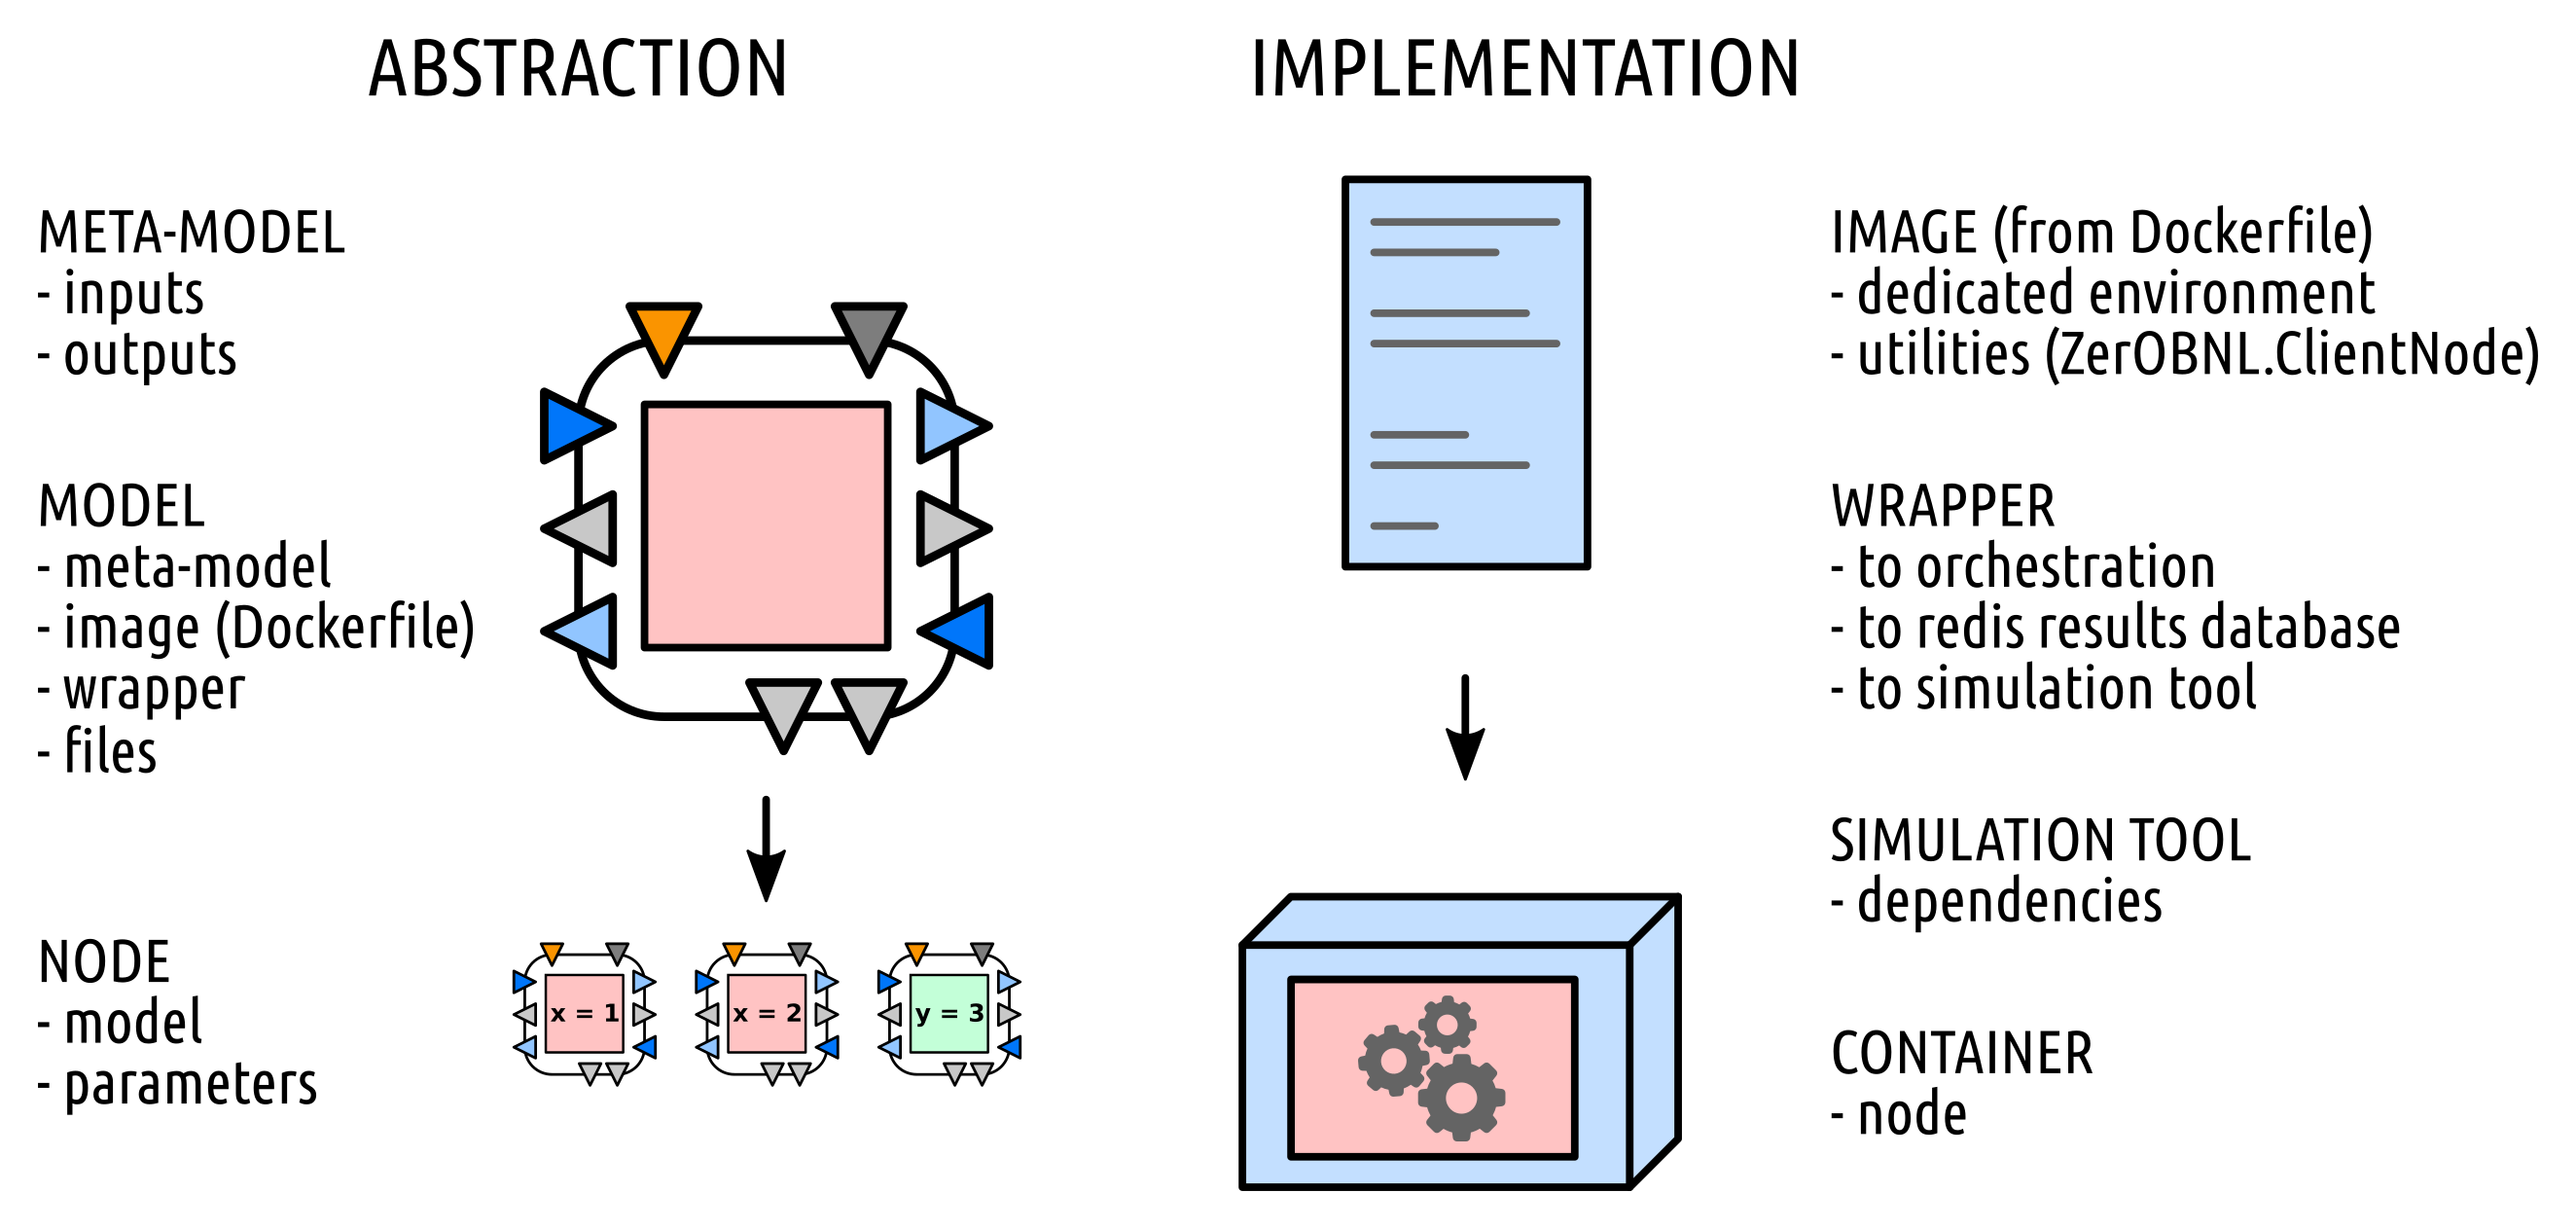 ABSTRACTION
META-MODEL
- inputs
- outputs
MODEL
- meta-model
- image (Dockerfile)
- wrapper
- files
NODE
- model
- parameters
x = 1
x = 2
y = 3
IMPLEMENTATION
IMAGE (from Dockerfile)
- dedicated environment
- utilities (ZerOBNL.ClientNode)
WRAPPER
- to orchestration
- to redis results database
- to simulation tool
SIMULATION TOOL
- dependencies
CONTAINER
- node